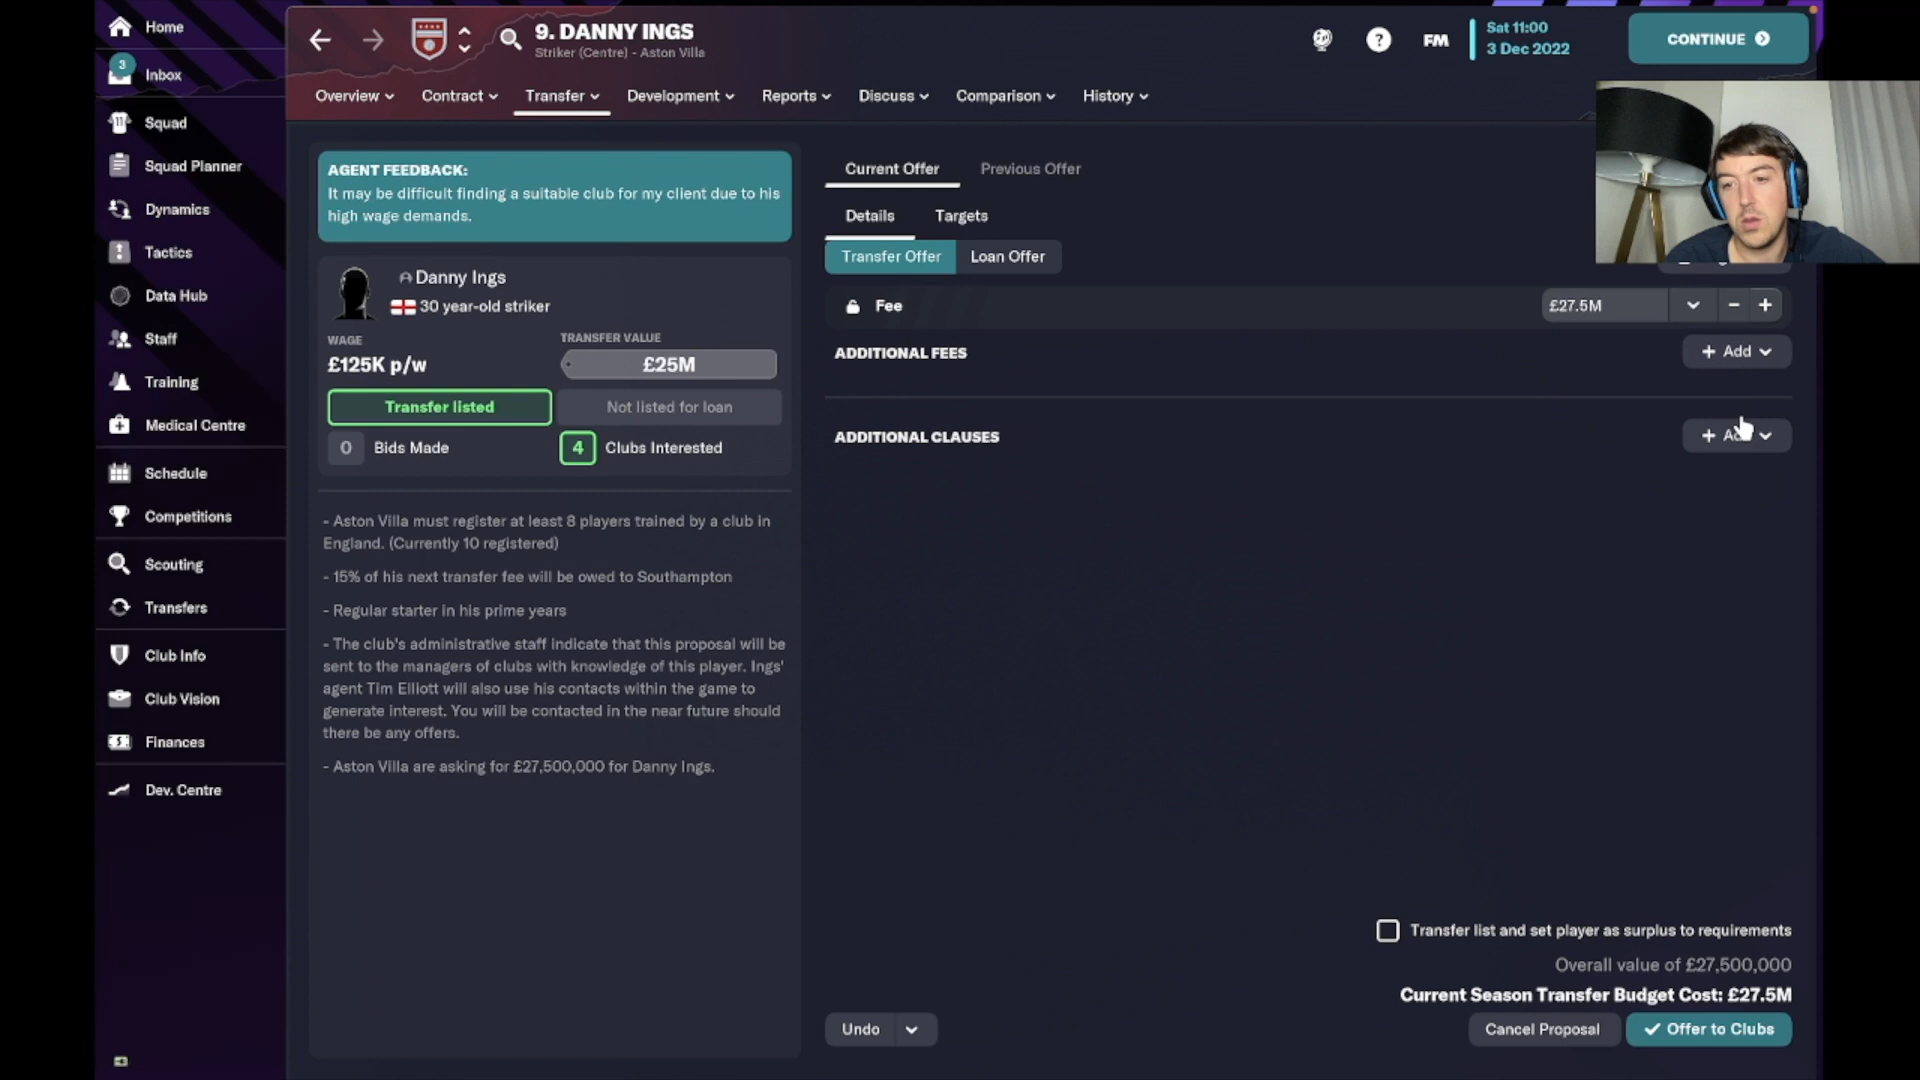 Home
3
Inbox
Squad
Squad Planner
Dynamics
Tactics
Data Hub
Staff
Training
Medical Centre
Schedule
Competitions
Scouting
Transfers
Club Info
Club Vision
Finances
Dev. Centre
9. DANNY INGS
Striker (Centre) - Aston Villa
FM
Sat 11:00
3 Dec 2022
CONTINUE
Overview
Contract
Transfer
Development
Reports
Discuss
Comparison
History
AGENT FEEDBACK:
It may be difficult finding a suitable club for my client due to his
high wage demands.
Danny Ings
30 year-old striker
WAGE
£125K p/w
TRANSFER VALUE
£25M
Transfer listed
Not listed for loan
0 Bids Made
4 Clubs Interested
- Aston Villa must register at least 8 players trained by a club in
England. (Currently 10 registered)
- 15% of his next transfer fee will be owed to Southampton
- Regular starter in his prime years
- The club's administrative staff indicate that this proposal will be
sent to the managers of clubs with knowledge of this player. Ings'
agent Tim Elliott will also use his contacts within the game to
generate interest. You will be contacted in the near future should
there be any offers.
- Aston Villa are asking for £27,500,000 for Danny Ings.
Current Offer
Previous Offer
Details
Targets
Transfer Offer
Loan Offer
Fee
£27.5M
- +
ADDITIONAL FEES
+ Add
ADDITIONAL CLAUSES
+
Transfer list and set player as surplus to requirements
Overall value of £27,500,000
Current Season Transfer Budget Cost: £27.5M
Undo
Cancel Proposal
Offer to Clubs